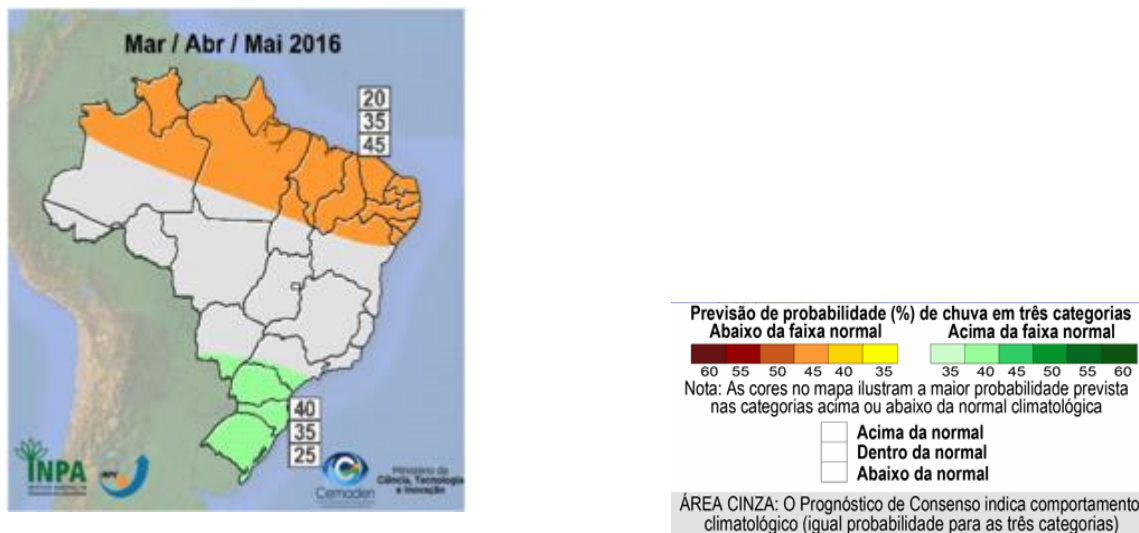 Mar / Abr / Mai 2016
20
35
45
40
35
25
INPA
Cemaden
Ministério da
Ciência, Tecnologia
e Inovação
Previsão de probabilidade (%) de chuva em três categorias
Abaixo da faixa normal Acima da faixa normal
60 55 50 45 40 35 35 40 45 50 55 60
Nota: As cores no mapa ilustram a maior probabilidade prevista
nas categorias acima ou abaixo da normal climatológica
Acima da normal
Dentro da normal
Abaixo da normal
ÁREA CINZA: O Prognóstico de Consenso indica comportamento
climatológico (igual probabilidade para as três categorias)